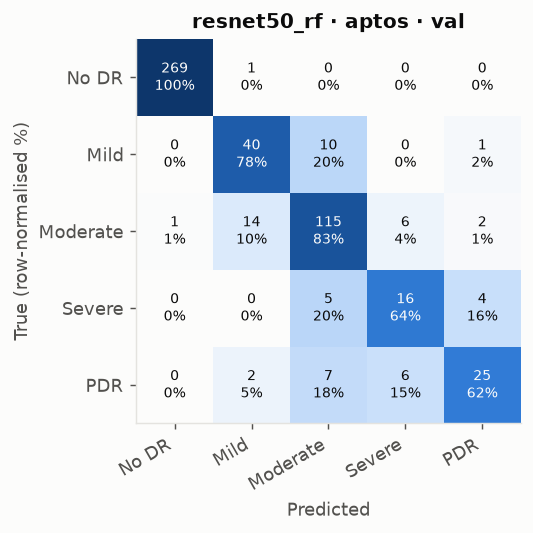 resnet50_rf · aptos · val
True (row-normalised %)
No DR
269 1 0 0 0
100% 0% 0% 0% 0%
Mild
0 40 10 0 1
0% 78% 20% 0% 2%
Moderate
1 14 115 6 2
1% 10% 83% 4% 1%
Severe
0 0 5 16 4
0% 0% 20% 64% 16%
PDR
0 2 7 6 25
0% 5% 18% 15% 62%
No DR Mild Moderate Severe PDR
Predicted